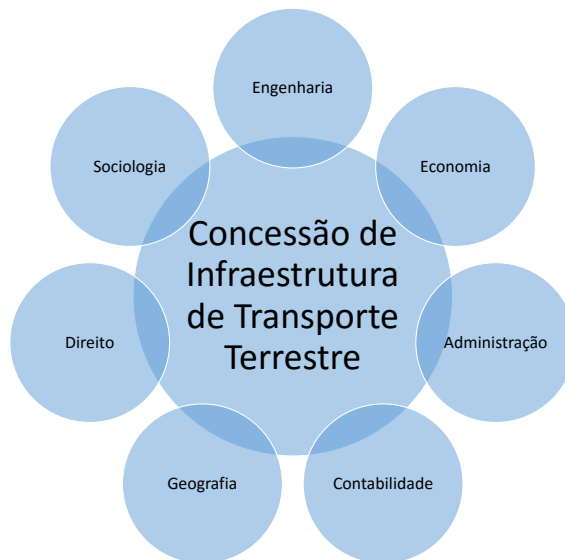 Engenharia
Sociologia
Economia
Concessão de
Infraestrutura
de Transporte
Terrestre
Direito
Administração
Geografia
Contabilidade